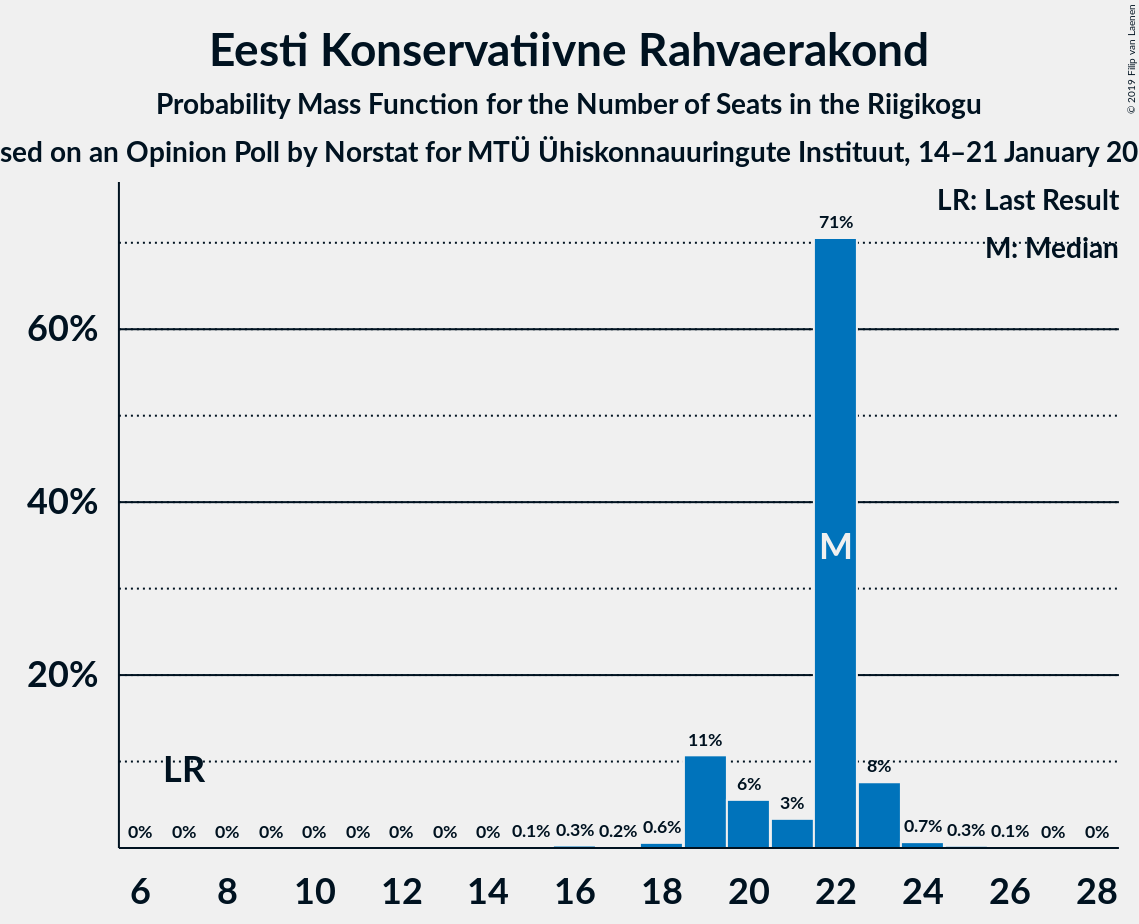 Eesti Konservatiivne Rahvaerakond
Probability Mass Function for the Number of Seats in the Riigikogu
sed on an Opinion Poll by Norstat for MTÜ Ühiskonnauuringute Instituut, 14–21 January 20
© 2019 Filip van Laenen
LR: Last Result
M: Median
60%
40%
20%
LR
M
0% 0% 0% 0% 0% 0% 0% 0% 0% 0.1% 0.3% 0.2% 0.6% 11% 6% 3% 71% 8% 0.7% 0.3% 0.1% 0% 0%
6 8 10 12 14 16 18 20 22 24 26 28